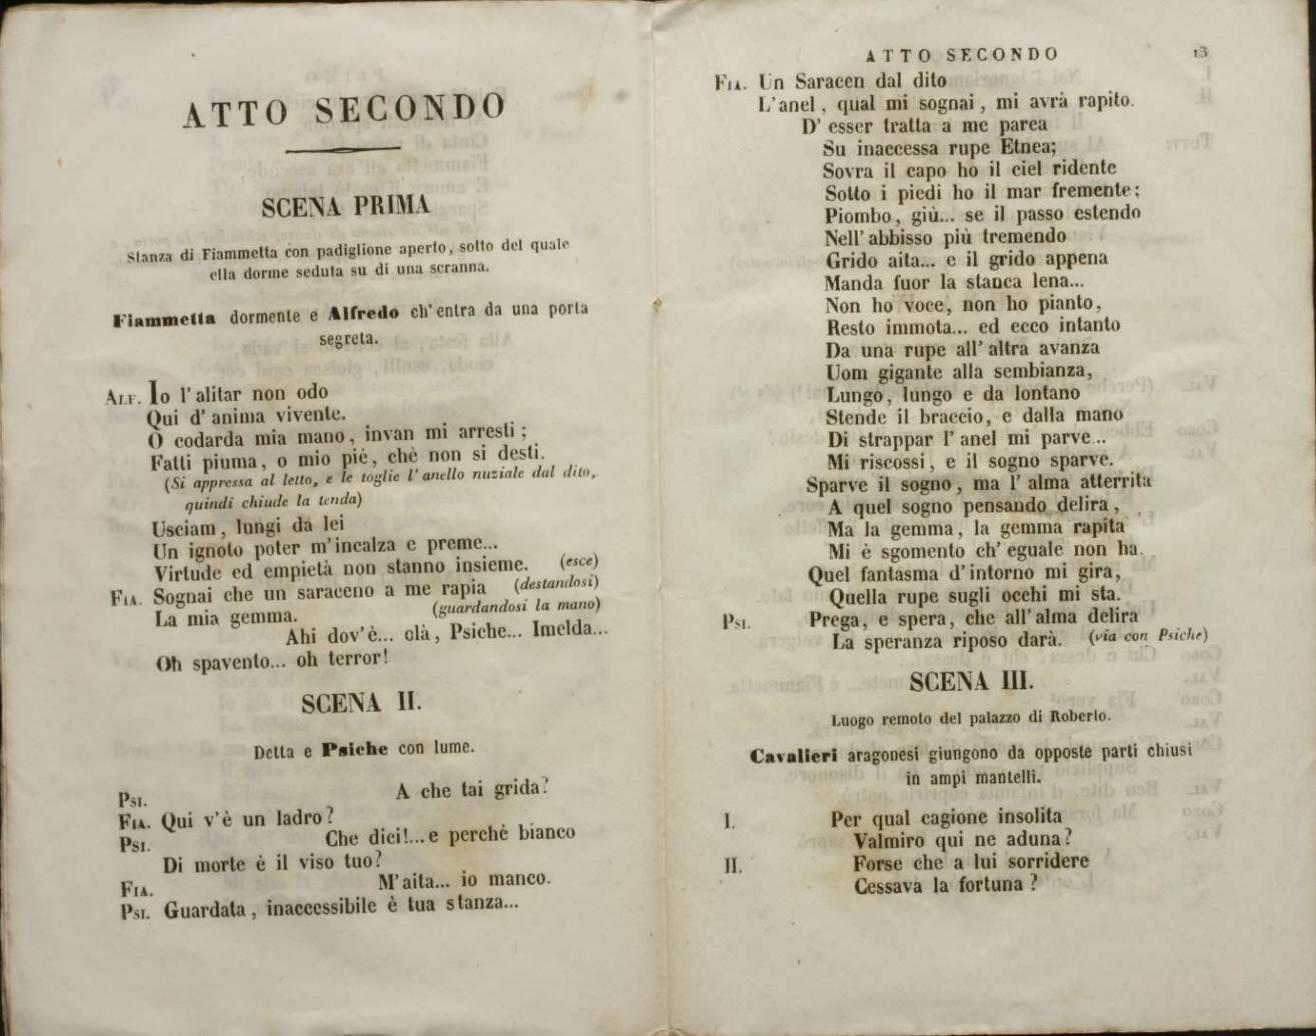 ATTO SECONDO
SCENA PRIMA
Stanza di Fiammetta con padiglione aperto, sotto del quale
ella dorme seduta su di una scranna.
Fiammetta dormente e Alfredo ch'entra da una porta
segreta.
ALF. Io l'alitar non odo
Qui d'anima vivente.
O codarda mia mano, invan mi arresti;
Fatti piuma, o mio piè, chè non si desti.
(Si appressa al letto, e le toglie l'anello nuziale dal dito,
quindi chiude la tenda)
Usciam, lungi da lei
Un ignoto poter m'incalza e preme...
Virtude ed empietà non stanno insieme. (esce)
FIA. Sognai che un saraceno a me rapia (destandosi)
La mia gemma. (guardandosi la mano)
Ahi dov'è... olà, Psiche... Imelda...
Oh spavento... oh terror!
SCENA II.
Detta e Psiche con lume.
PSI. A che tai grida?
FIA. Qui v'è un ladro?
PSI. Che dici!... e perchè bianco
Di morte è il viso tuo?
FIA. M'aita... io manco.
PSI. Guardata, inaccessibile è tua stanza...
ATTO SECONDO 13
FIA. Un Saracen dal dito
L'anel, qual mi sognai, mi avrà rapito.
D'esser tratta a me parea
Su inaccessa rupe Etnea;
Sovra il capo ho il ciel ridente
Sotto i piedi ho il mar fremente;
Piombo, giù... se il passo estendo
Nell'abbisso più tremendo
Grido aita... e il grido appena
Manda fuor la stanca lena...
Non ho voce, non ho pianto,
Resto immota... ed ecco intanto
Da una rupe all'altra avanza
Uom gigante alla sembianza,
Lungo, lungo e da lontano
Stende il braccio, e dalla mano
Di strappar l'anel mi parve...
Mi riscossi, e il sogno sparve.
Sparve il sogno, ma l'alma atterrita
A quel sogno pensando delira,
Ma la gemma, la gemma rapita
Mi è sgomento ch'eguale non ha.
Quel fantasma d'intorno mi gira,
Quella rupe sugli occhi mi sta.
PSI. Prega, e spera, che all'alma delira
La speranza riposo darà. (via con Psiche)
SCENA III.
Luogo remoto del palazzo di Roberto.
Cavalieri aragonesi giungono da opposte parti chiusi
in ampi mantelli.
I. Per qual cagione insolita
Valmiro qui ne aduna?
II. Forse che a lui sorridere
Cessava la fortuna?